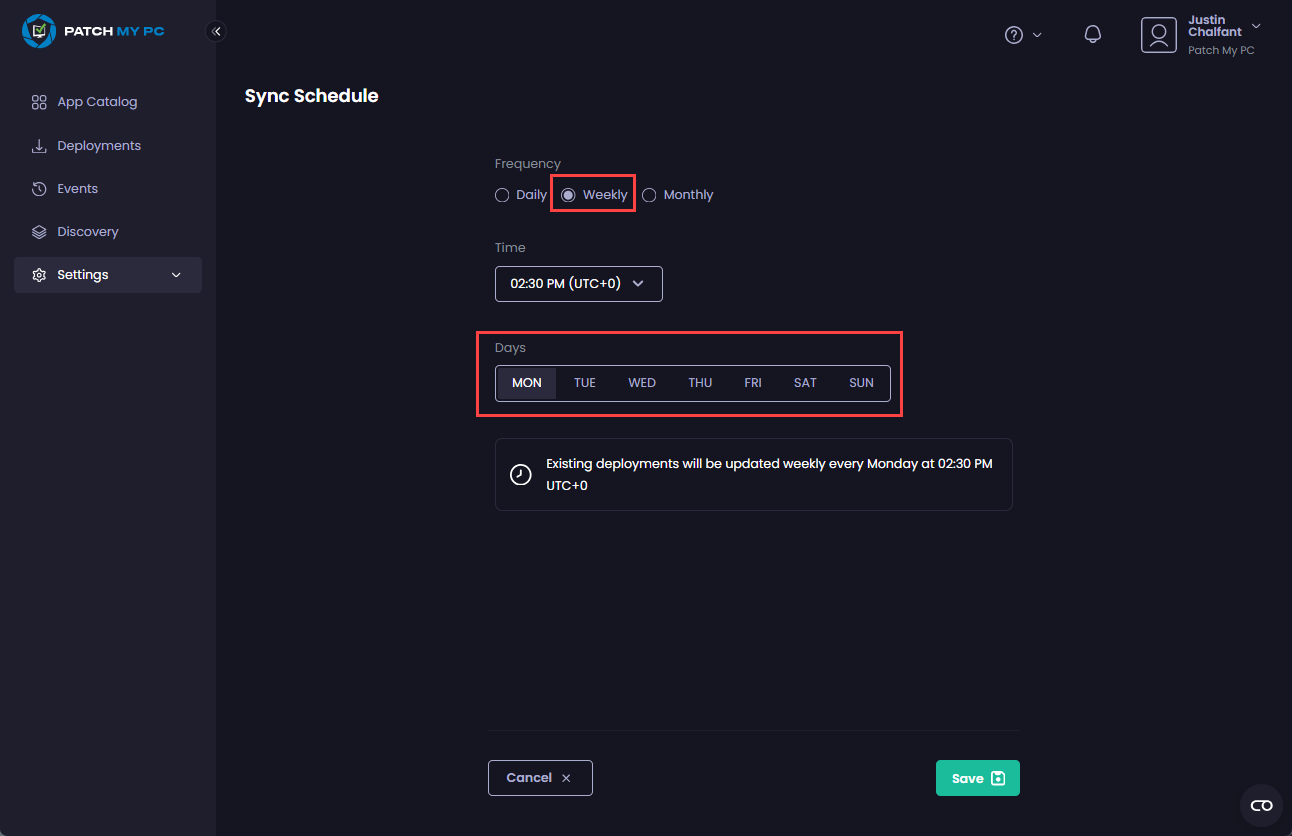 PATCH MY PC
Justin
Chalfant
Patch My PC
App Catalog
Deployments
Events
Discovery
Settings
Sync Schedule
Frequency
Daily Weekly Monthly
Time
02:30 PM (UTC+0)
Days
MON TUE WED THU FRI SAT SUN
Existing deployments will be updated weekly every Monday at 02:30 PM
UTC+0
Cancel
Save